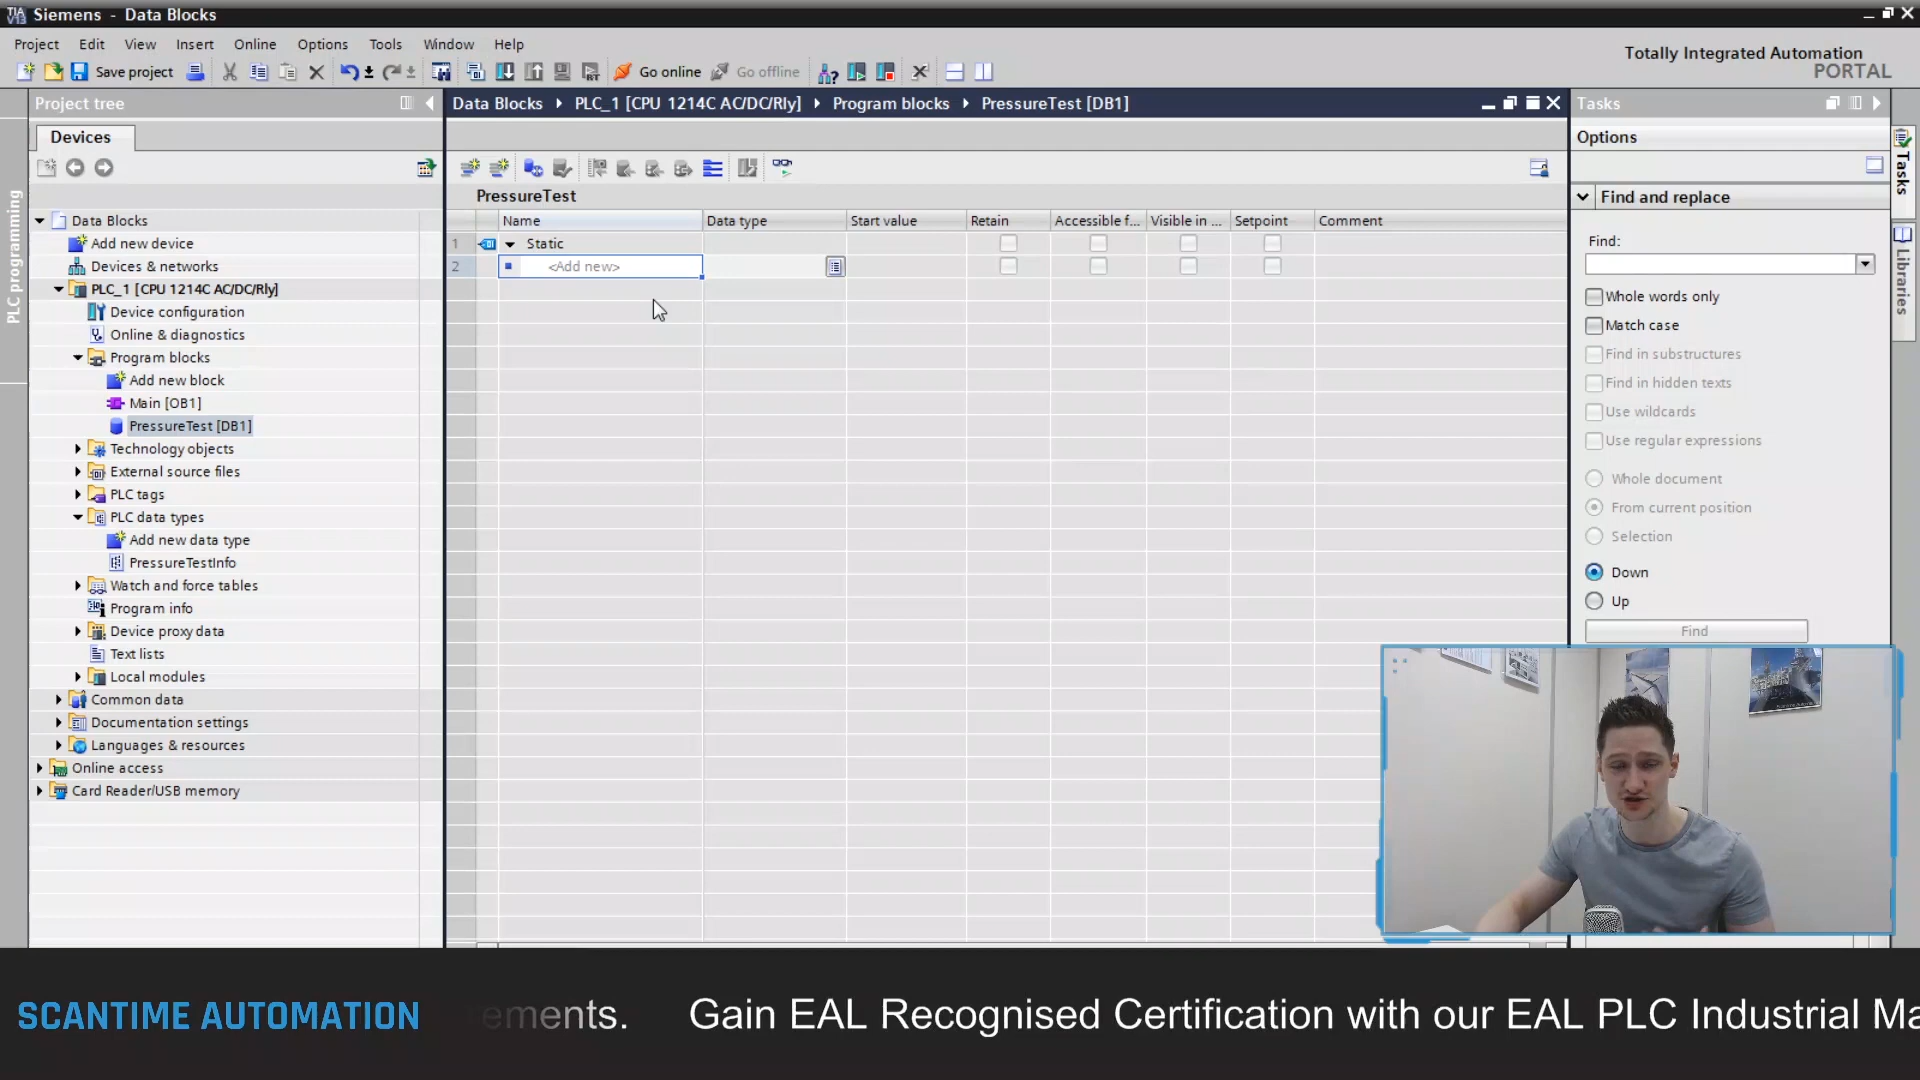 Siemens - Data Blocks
Project Edit View Insert Online Options Tools Window Help
Totally Integrated Automation
PORTAL
Save project
Go online
Go offline
Project tree
Data Blocks PLC_1 [CPU 1214C AC/DC/Rly] Program blocks PressureTest [DB1]
Tasks
Devices
Options
PLC programming
Tasks
Libraries
PressureTest
Name Data type Start value Retain Accessible f... Visible in ... Setpoint Comment
1 Static
2 <Add new>
Data Blocks
Add new device
Devices & networks
PLC_1 [CPU 1214C AC/DC/Rly]
Device configuration
Online & diagnostics
Program blocks
Add new block
Main [OB1]
PressureTest [DB1]
Technology objects
External source files
PLC tags
PLC data types
Add new data type
PressureTestInfo
Watch and force tables
Program info
Device proxy data
Text lists
Local modules
Common data
Documentation settings
Languages & resources
Online access
Card Reader/USB memory
Find and replace
Find:
Whole words only
Match case
Find in substructures
Find in hidden texts
Use wildcards
Use regular expressions
Whole document
From current position
Selection
Down
Up
Find
SCANTIME AUTOMATION
ements. Gain EAL Recognised Certification with our EAL PLC Industrial Ma